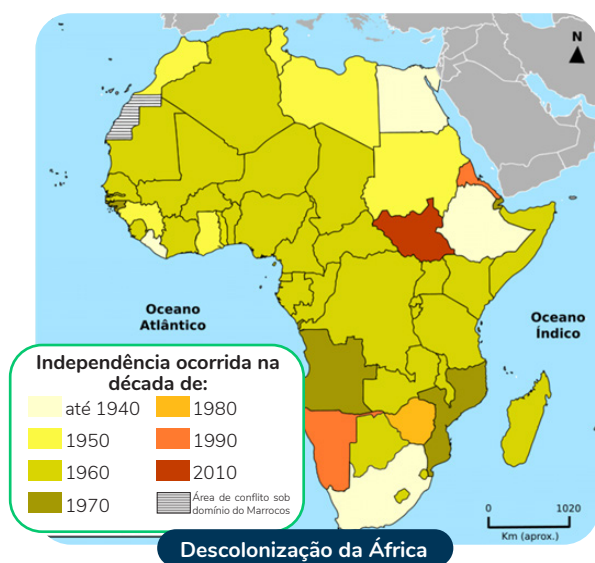 N
Oceano
Atlântico
Oceano
Índico
Independência ocorrida na
década de:
até 1940
1980
1950
1990
1960
2010
1970
Área de conflito sob
domínio do Marrocos
0 1020
Km (aprox.)
Descolonização da África